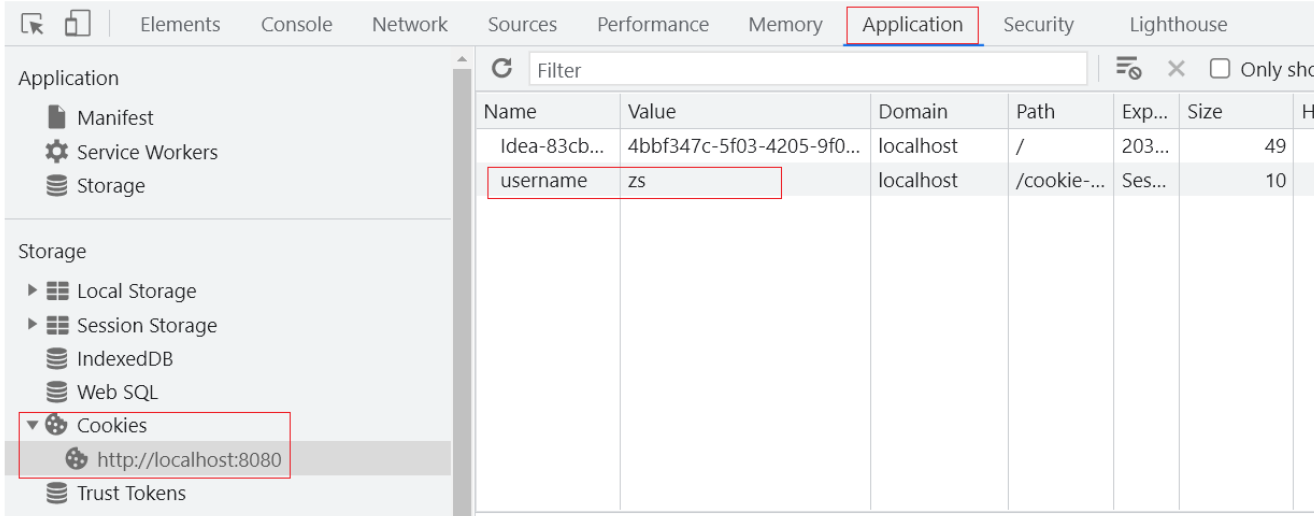 Elements Console Network Sources Performance Memory Application Security Lighthouse
Application
Manifest
Service Workers
Storage
Storage
Local Storage
Session Storage
IndexedDB
Web SQL
Cookies
http://localhost:8080
Trust Tokens
Filter Only sho
Name Value Domain Path Exp... Size H
Idea-83cb... 4bbf347c-5f03-4205-9f0... localhost / 203... 49
username zs localhost /cookie-... Ses... 10